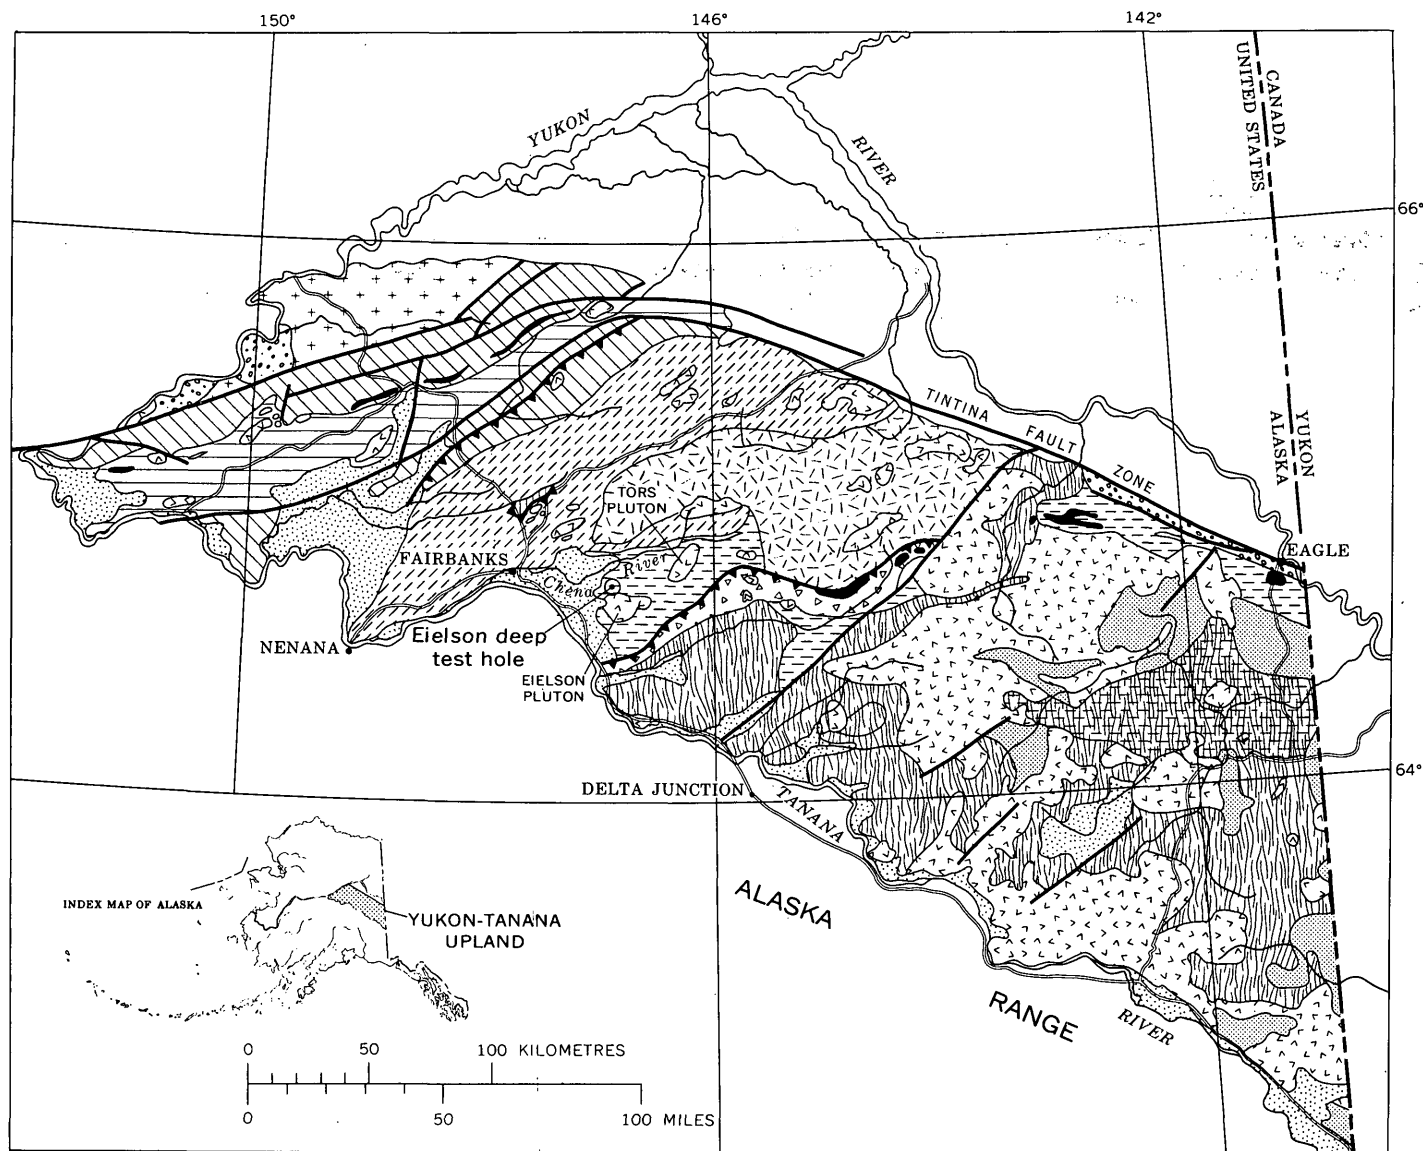 150°
146°
142°
YUKON
RIVER
CANADA
UNITED STATES
66°
TINTINA FAULT ZONE
YUKON
ALASKA
TORS
PLUTON
FAIRBANKS
Chena River
EAGLE
NENANA
Eielson deep
test hole
EIELSON
PLUTON
64°
DELTA JUNCTION
TANANA
ALASKA
INDEX MAP OF ALASKA
YUKON-TANANA
UPLAND
RANGE
RIVER
0 50 100 KILOMETRES
0 50 100 MILES